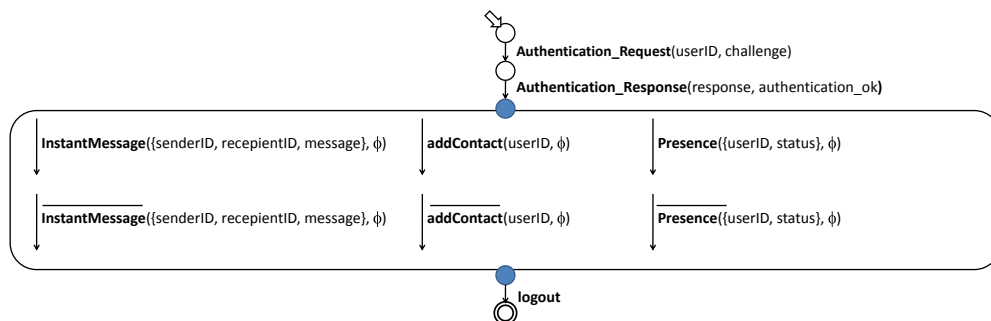 Authentication_Request(userID, challenge)
Authentication_Response(response, authentication_ok)
InstantMessage({senderID, recepientID, message}, ϕ) addContact(userID, ϕ) Presence({userID, status}, ϕ)
InstantMessage({senderID, recepientID, message}, ϕ) addContact(userID, ϕ) Presence({userID, status}, ϕ)
logout